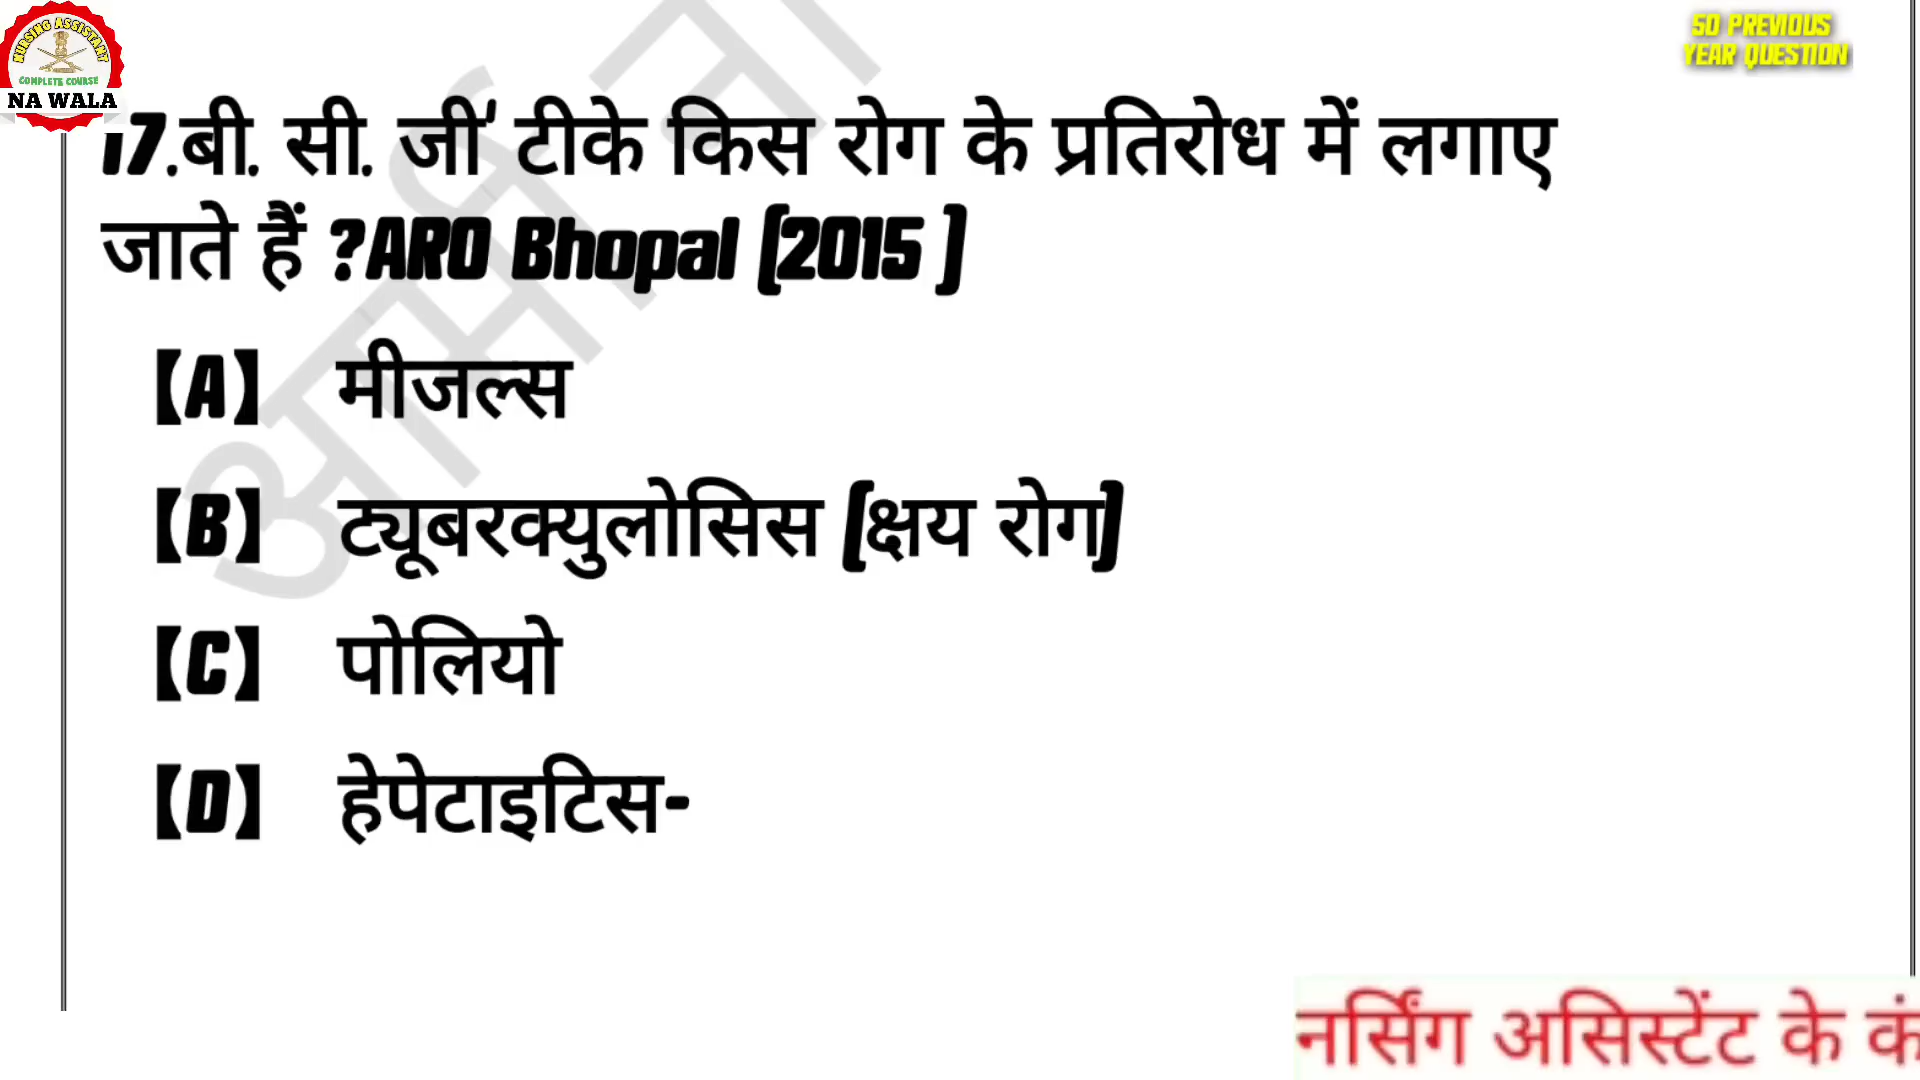 NURSING ASSISTANT
COMPLETE COURSE
NA WALA
50 PREVIOUS
YEAR QUESTION
17.बी. सी. जी' टीके किस रोग के प्रतिरोध में लगाए
जाते हैं ?ARO Bhopal (2015 )
【A】 मीजल्स
【B】 ट्यूबरक्युलोसिस (क्षय रोग)
【C】 पोलियो
【D】 हेपेटाइटिस-
आर्मी
नर्सिंग असिस्टेंट के